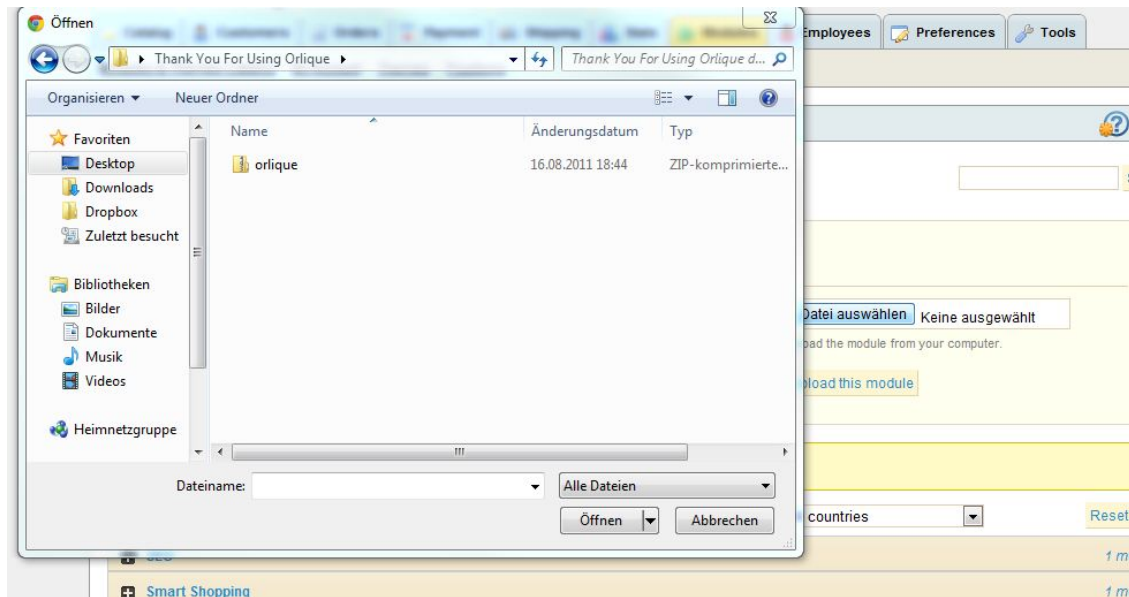 Öffnen
Employees Preferences Tools
Thank You For Using Orlique
Thank You For Using Orlique d...
Organisieren Neuer Ordner
Name Änderungsdatum Typ
Favoriten
Desktop
orlique 16.08.2011 18:44 ZIP-komprimierte...
Downloads
Dropbox
Zuletzt besucht
Bibliotheken
Bilder
Dokumente
Datei auswählen Keine ausgewählt
oad the module from your computer.
Musik
Videos
pload this module
Heimnetzgruppe
Dateiname: Alle Dateien
Öffnen Abbrechen
countries Reset
SEO 1 m
Smart Shopping 1 m